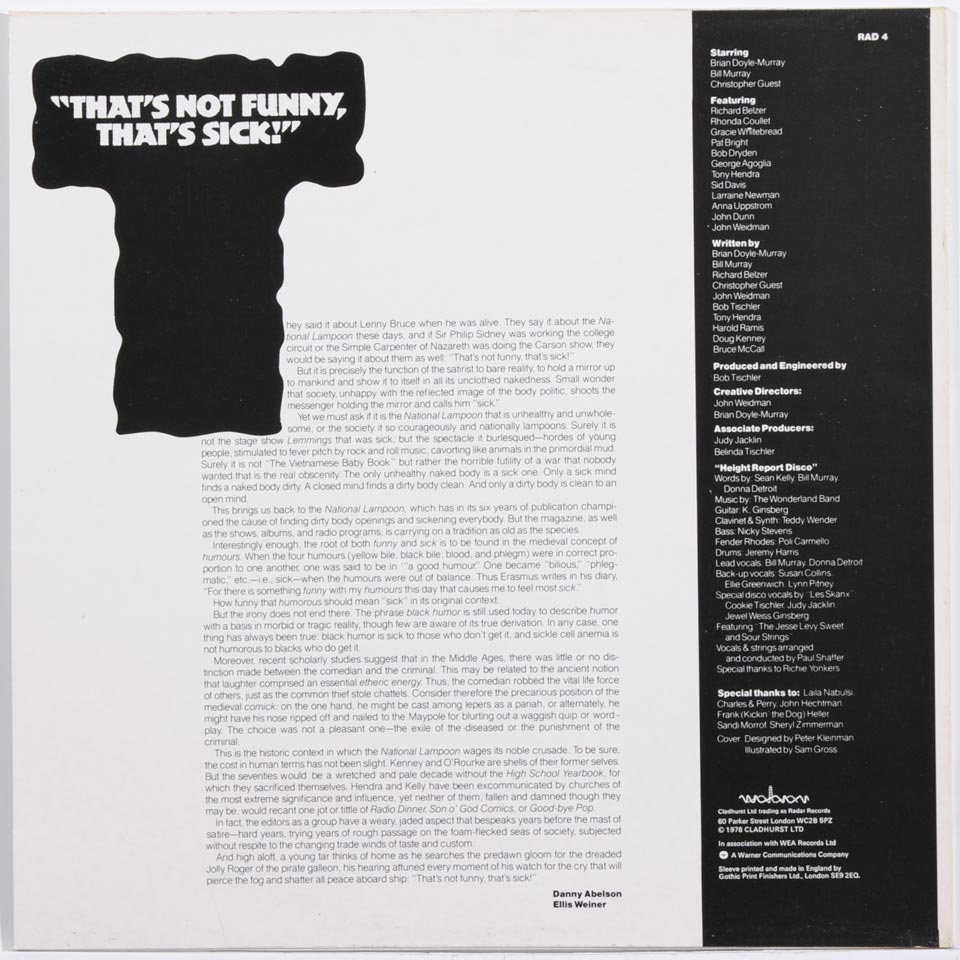 "THAT'S NOT FUNNY,
THAT'S SICK!"
hey said it about Lenny Bruce when he was alive. They say it about the Na-
tional Lampoon these days, and if Sir Philip Sidney was working the college
circuit or the Simple Carpenter of Nazareth was doing the Carson show, they
would be saying it about them as well: "That's not funny, that's sick!"
But it is precisely the function of the satirist to bare reality, to hold a mirror up
to mankind and show it to itself in all its unclothed nakedness. Small wonder
that society, unhappy with the reflected image of the body politic, shoots the
messenger holding the mirror and calls him "sick."
Yet we must ask if it is the National Lampoon that is unhealthy and unwhole-
some, or the society it so courageously and nationally lampoons. Surely it is
not the stage show Lemmings that was sick, but the spectacle it burlesqued—hordes of young
people, stimulated to fever pitch by rock and roll music, cavorting like animals in the primordial mud.
Surely it is not "The Vietnamese Baby Book" but rather the horrible futility of a war that nobody
wanted that is the real obscenity. The only unhealthy naked body is a sick one. Only a sick mind
finds a naked body dirty. A closed mind finds a dirty body clean. And only a dirty body is clean to an
open mind.
This brings us back to the National Lampoon, which has in its six years of publication champi-
oned the cause of finding dirty body openings and sickening everybody. But the magazine, as well
as the shows, albums, and radio programs, is carrying on a tradition as old as the species.
Interestingly enough, the root of both funny and sick is to be found in the medieval concept of
humours. When the four humours (yellow bile, black bile, blood, and phlegm) were in correct pro-
portion to one another, one was said to be in '"a good humour." One became "bilious," "phleg-
matic," etc.—i.e., sick—when the humours were out of balance. Thus Erasmus writes in his diary,
"For there is something funny with my humours this day that causes me to feel most sick."
How funny that humorous should mean "sick" in its original context.
But the irony does not end there. The phrase black humor is still used today to describe humor
with a basis in morbid or tragic reality, though few are aware of its true derivation. In any case, one
thing has always been true: black humor is sick to those who don't get it, and sickle cell anemia is
not humorous to blacks who do get it.
Moreover, recent scholarly studies suggest that in the Middle Ages, there was little or no dis-
tinction made between the comedian and the criminal. This may be related to the ancient notion
that laughter comprised an essential etheric energy. Thus, the comedian robbed the vital life force
of others, just as the common thief stole chattels. Consider therefore the precarious position of the
medieval comick: on the one hand, he might be cast among lepers as a pariah, or alternately, he
might have his nose ripped off and nailed to the Maypole for blurting out a waggish quip or word-
play. The choice was not a pleasant one—the exile of the diseased or the punishment of the
criminal.
This is the historic context in which the National Lampoon wages its noble crusade. To be sure,
the cost in human terms has not been slight. Kenney and O'Rourke are shells of their former selves.
But the seventies would be a wretched and pale decade without the High School Yearbook, for
which they sacrificed themselves. Hendra and Kelly have been excommunicated by churches of
the most extreme significance and influence, yet neither of them, fallen and damned though they
may be, would recant one jot or tittle of Radio Dinner, Son o' God Comics, or Good-bye Pop.
In fact, the editors as a group have a weary, jaded aspect that bespeaks years before the mast of
satire—hard years, trying years of rough passage on the foam-flecked seas of society, subjected
without respite to the changing trade winds of taste and custom.
And high aloft, a young tar thinks of home as he searches the predawn gloom for the dreaded
Jolly Roger of the pirate galleon, his hearing attuned every moment of his watch for the cry that will
pierce the fog and shatter all peace aboard ship: "That's not funny, that's sick!"
Danny Abelson
Ellis Weiner
RAD 4
Starring
Brian Doyle-Murray
Bill Murray
Christopher Guest
Featuring
Richard Belzer
Rhonda Coullet
Gracie Whitebread
Pat Bright
Bob Dryden
George Agoglia
Tony Hendra
Sid Davis
Larraine Newman
Anna Uppstrom
John Dunn
John Weidman
Written by
Brian Doyle-Murray
Bill Murray
Richard Belzer
Christopher Guest
John Weidman
Bob Tischler
Tony Hendra
Harold Ramis
Doug Kenney
Bruce McCall
Produced and Engineered by
Bob Tischler
Creative Directors:
John Weidman
Brian Doyle-Murray
Associate Producers:
Judy Jacklin
Belinda Tischler
"Height Report Disco"
Words by: Sean Kelly, Bill Murray,
Donna Detroit
Music by: The Wonderland Band
Guitar: K. Ginsberg
Clavinet & Synth: Teddy Wender
Bass: Nicky Stevens
Fender Rhodes: Poli Carmello
Drums: Jeremy Harris
Lead vocals: Bill Murray, Donna Detroit
Back-up vocals: Susan Collins,
Ellie Greenwich, Lynn Pitney
Special disco vocals by "Les Skanx":
Cookie Tischler, Judy Jacklin,
Jewel Weiss Ginsberg
Featuring "The Jesse Levy Sweet
and Sour Strings"
Vocals & strings arranged
and conducted by Paul Shaffer
Special thanks to Richie Yonkers
Special thanks to: Laila Nabulsi,
Charles & Perry, John Hechtman,
Frank (Kickin' the Dog) Heller,
Sandi Morrof, Sheryl Zimmerman
Cover Designed by Peter Kleinman
Illustrated by Sam Gross
radar
Cladhurst Ltd trading as Radar Records
60 Parker Street London WC2B 5PZ
© 1978 CLADHURST LTD
In association with WEA Records Ltd
A Warner Communications Company
Sleeve printed and made in England by
Gothic Print Finishers Ltd., London SE9 2EQ.